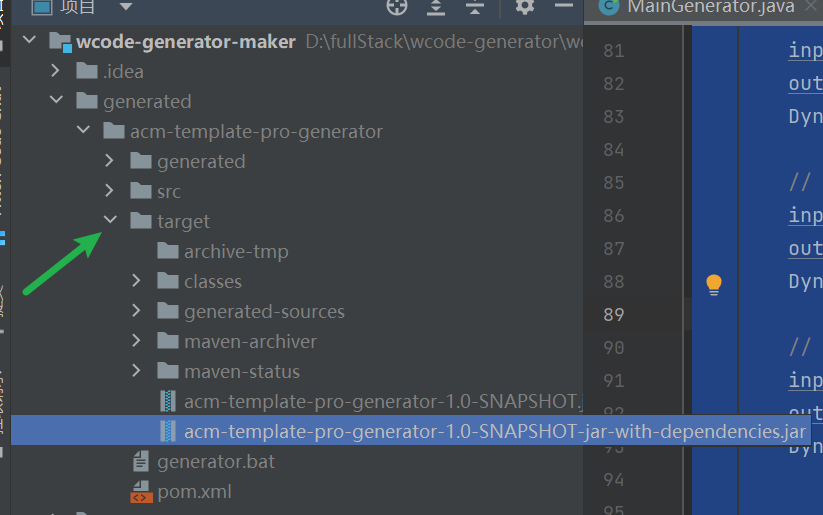 项目
MainGenerator.java
wcode-generator-maker D:\fullStack\wcode-generator\wc
.idea
generated
acm-template-pro-generator
generated
src
target
archive-tmp
classes
generated-sources
maven-archiver
maven-status
acm-template-pro-generator-1.0-SNAPSHOT.j
acm-template-pro-generator-1.0-SNAPSHOT-jar-with-dependencies.jar
generator.bat
pom.xml
81 inp
82 out
83 Dyn
84
85 //
86 inp
87 out
88 Dyn
89
90 //
91 inp
92 out
93 Dyn
94
95